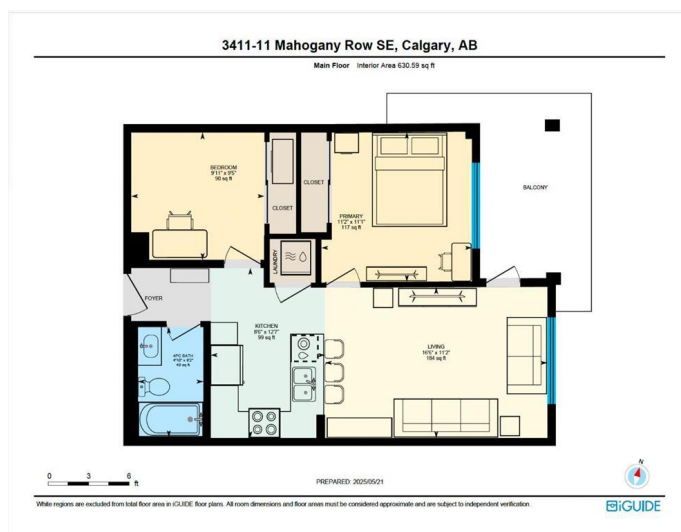 3411-11 Mahogany Row SE, Calgary, AB
Main Floor Interior Area 630.59 sq ft
BEDROOM
9'11" x 9'5"
90 sq ft
CLOSET
CLOSET
PRIMARY
11'2" x 11'1"
117 sq ft
BALCONY
LAUNDRY
FOYER
KITCHEN
8'6" x 12'7"
99 sq ft
LIVING
16'6" x 11'2"
184 sq ft
4PC BATH
4'10" x 8'2"
40 sq ft
0 3 6
ft
PREPARED: 2025/05/21
N
White regions are excluded from total floor area in iGUIDE floor plans. All room dimensions and floor areas must be considered approximate and are subject to independent verification.
iGUIDE